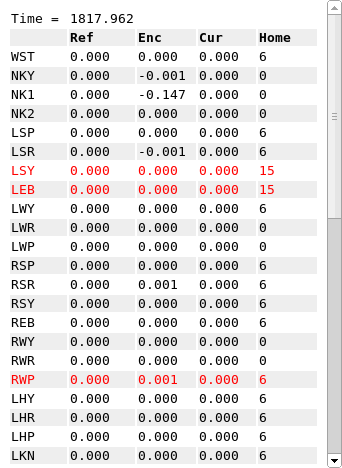 Time = 1817.962
Ref Enc Cur Home
WST 0.000 0.000 0.000 6
NKY 0.000 -0.001 0.000 0
NK1 0.000 -0.147 0.000 0
NK2 0.000 0.000 0.000 0
LSP 0.000 0.000 0.000 6
LSR 0.000 -0.001 0.000 6
LSY 0.000 0.000 0.000 15
LEB 0.000 0.000 0.000 15
LWY 0.000 0.000 0.000 6
LWR 0.000 0.000 0.000 0
LWP 0.000 0.000 0.000 0
RSP 0.000 0.000 0.000 6
RSR 0.000 0.001 0.000 6
RSY 0.000 0.000 0.000 6
REB 0.000 0.000 0.000 6
RWY 0.000 0.000 0.000 0
RWR 0.000 0.000 0.000 0
RWP 0.000 0.001 0.000 6
LHY 0.000 0.000 0.000 6
LHR 0.000 0.000 0.000 6
LHP 0.000 0.000 0.000 6
LKN 0.000 0.000 0.000 6